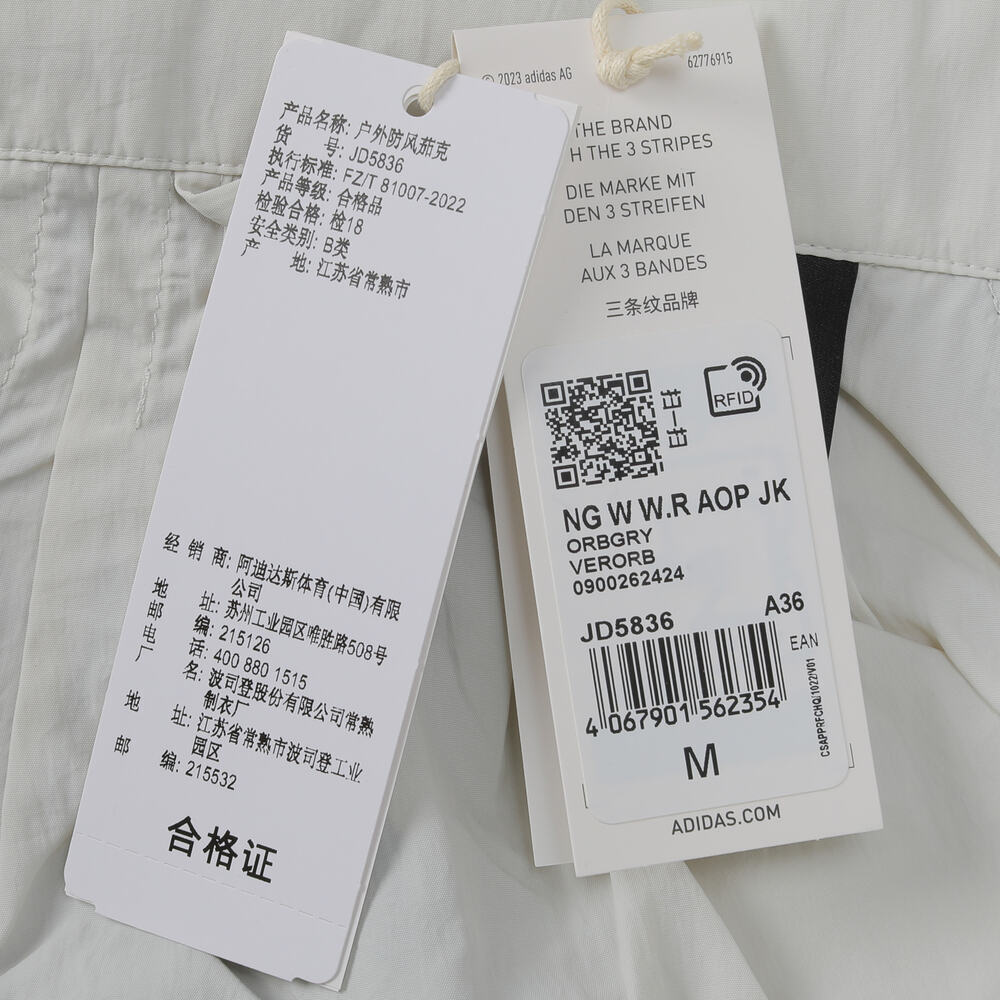 产品名称: 户外防风茄克
货 号: JD5836
执行标准: FZ/T 81007-2022
产品等级: 合格品
检验合格: 检18
安全类别: B类
产 地: 江苏省常熟市
经 销 商: 阿迪达斯体育(中国)有限
公司
地 址: 苏州工业园区唯胜路508号
邮 编: 215126
电 话: 400 880 1515
厂 名: 波司登股份有限公司常熟
制衣厂
地 址: 江苏省常熟市波司登工业
园区
邮 编: 215532
合格证
© 2023 adidas AG
62776915
THE BRAND
H THE 3 STRIPES
DIE MARKE MIT
DEN 3 STREIFEN
LA MARQUE
AUX 3 BANDES
三条纹品牌
扫一扫
RFID
NG W W.R AOP JK
ORBGRY
VERORB
0900262424
JD5836 A36
EAN
4 067901 562354
CSAPPRFCHQ/1022/V01
M
ADIDAS.COM